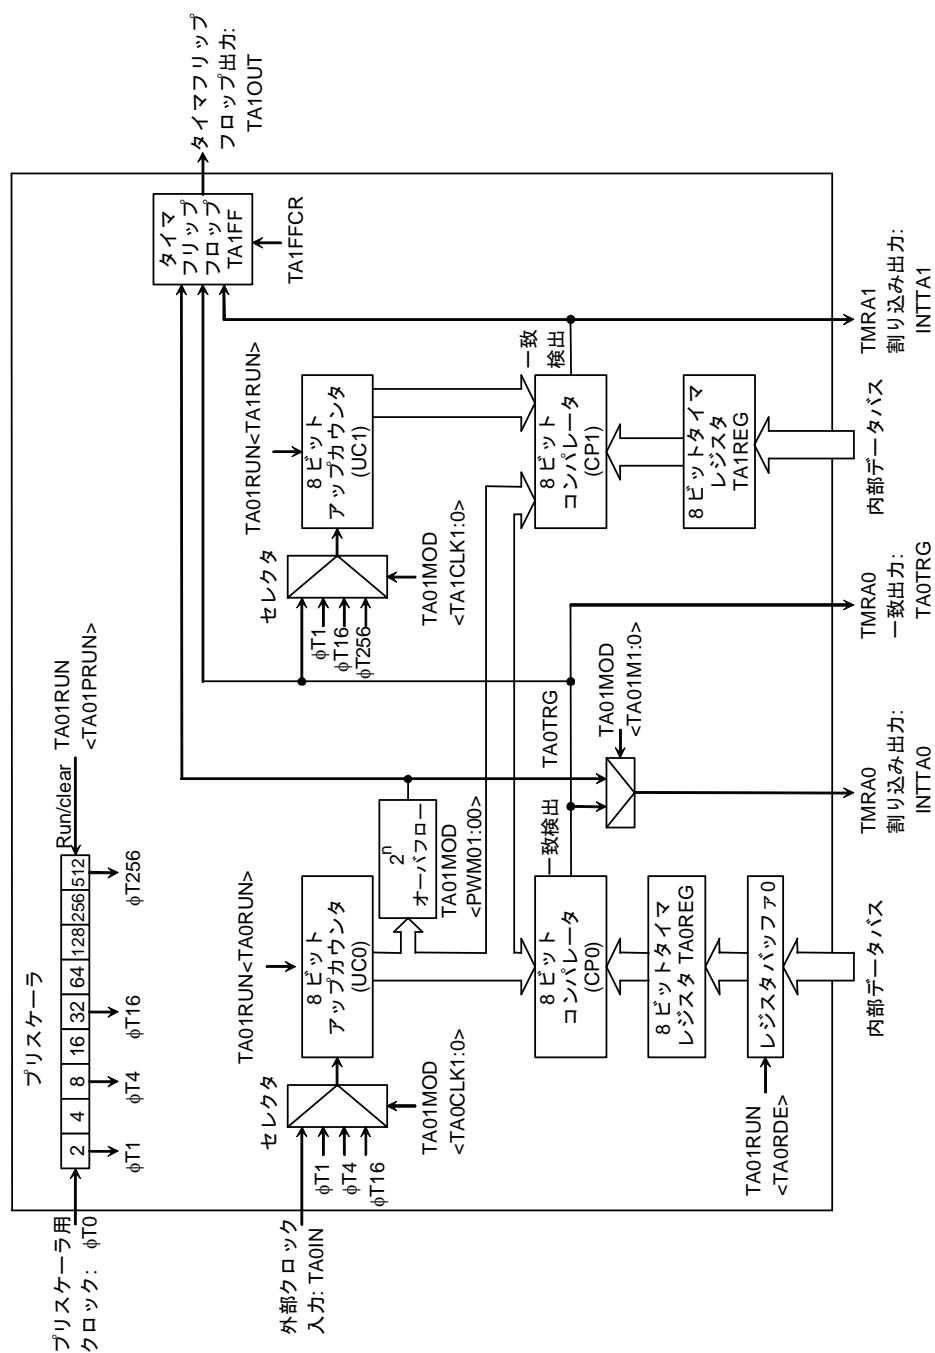 プリスケーラ
プリスケーラ用
クロック: φT0
2
4
8
16
32
64
128
256
512
Run/clear
TA01RUN
<TA01PRUN>
φT1
φT4
φT16
φT256
外部クロック
入力: TA0IN
セレクタ
φT1
φT4
φT16
TA01MOD
<TA0CLK1:0>
TA01RUN<TA0RUN>
8 ビット
アップカウンタ
(UC0)
2n
オーバフロー
TA01MOD
<PWM01:00>
セレクタ
φT1
φT16
φT256
TA01MOD
<TA1CLK1:0>
TA01RUN<TA1RUN>
8 ビット
アップカウンタ
(UC1)
タイマ
フリップ
フロップ
TA1FF
TA1FFCR
タイマフリップ
フロップ出力:
TA1OUT
8 ビット
コンパレータ
(CP0)
一致検出
TA0TRG
TA01MOD
<TA01M1:0>
8 ビット
コンパレータ
(CP1)
一致
検出
8 ビットタイマ
レジスタ TA0REG
レジスタバッファ0
TA01RUN
<TA0RDE>
8 ビットタイマ
レジスタ
TA1REG
内部データバス
TMRA0
割り込み出力:
INTTA0
TMRA0
一致出力:
TA0TRG
内部データバス
TMRA1
割り込み出力:
INTTA1